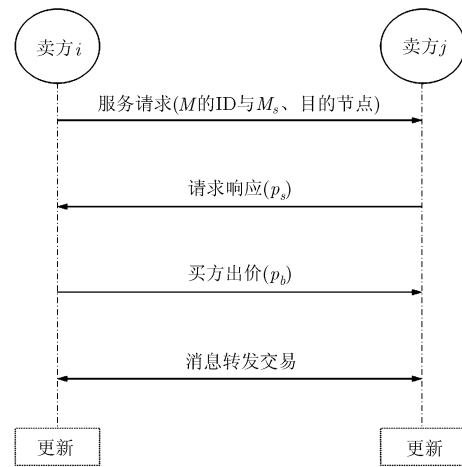 卖方i 卖方j
服务请求(M的ID与Mₛ、目的节点)
请求响应(pₛ)
买方出价(p_b)
消息转发交易
更新 更新